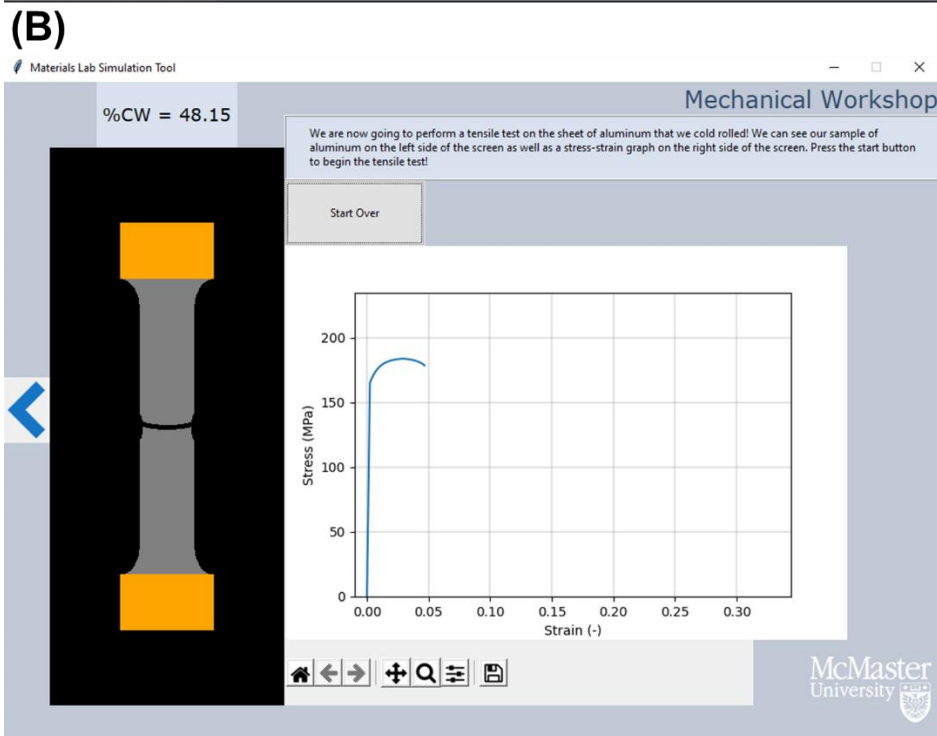 (B)
Materials Lab Simulation Tool
%CW = 48.15
Mechanical Workshop
We are now going to perform a tensile test on the sheet of aluminum that we cold rolled! We can see our sample of
aluminum on the left side of the screen as well as a stress-strain graph on the right side of the screen. Press the start button
to begin the tensile test!
Start Over
Stress (MPa)
200
150
100
50
0
0.00 0.05 0.10 0.15 0.20 0.25 0.30
Strain (-)
McMaster
University